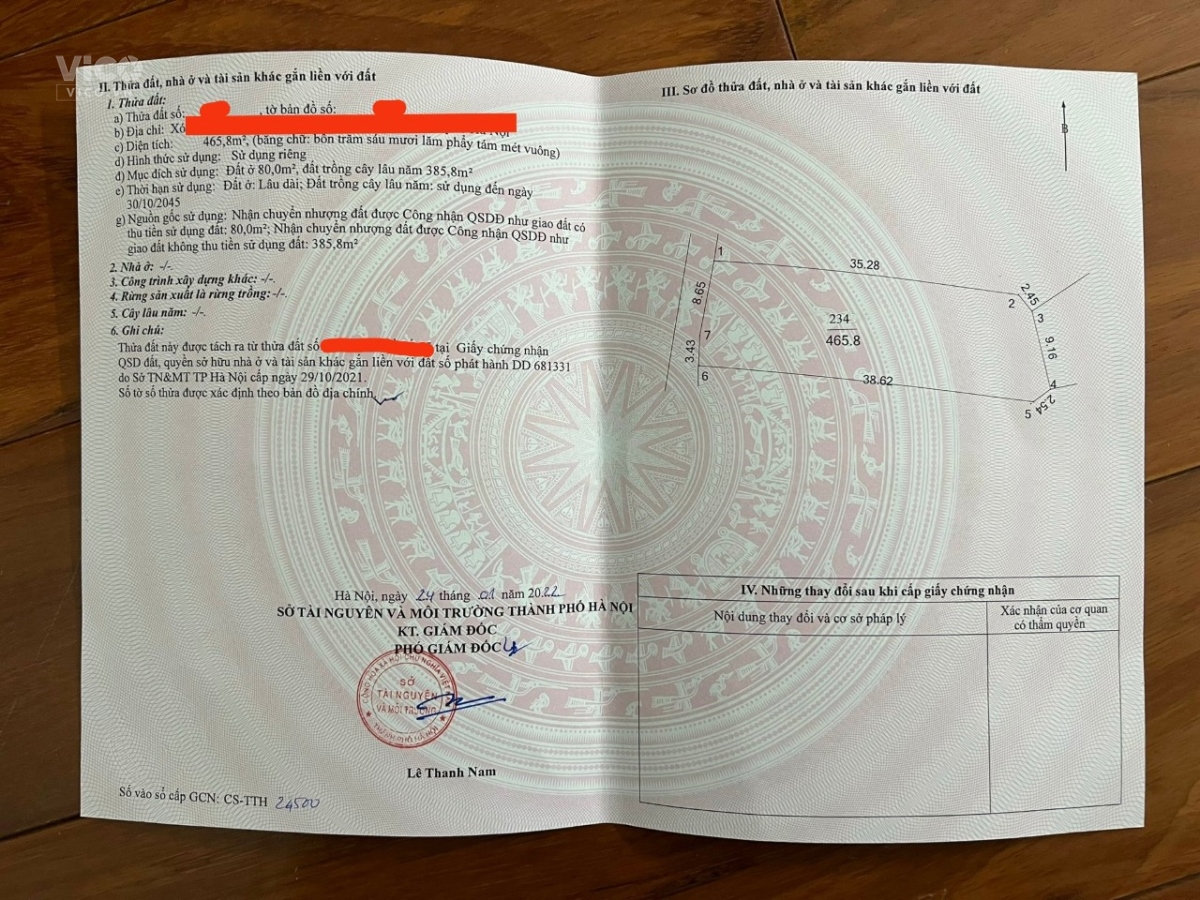 II. Thửa đất, nhà ở và tài sản khác gắn liền với đất
1. Thửa đất:
a) Thửa đất số: , tờ bản đồ số:
b) Địa chỉ: Xó
c) Diện tích: 465,8m², (bằng chữ: bốn trăm sáu mươi lăm phẩy tám mét vuông)
d) Hình thức sử dụng: Sử dụng riêng
đ) Mục đích sử dụng: Đất ở 80,0m², đất trồng cây lâu năm 385,8m²
e) Thời hạn sử dụng: Đất ở: Lâu dài; Đất trồng cây lâu năm: sử dụng đến ngày
30/10/2045
g) Nguồn gốc sử dụng: Nhận chuyển nhượng đất được Công nhận QSDĐ như giao đất có
thu tiền sử dụng đất: 80,0m²; Nhận chuyển nhượng đất được Công nhận QSDĐ như
giao đất không thu tiền sử dụng đất: 385,8m²
2. Nhà ở: -/-.
3. Công trình xây dựng khác: -/-.
4. Rừng sản xuất là rừng trồng: -/-.
5. Cây lâu năm: -/-.
6. Ghi chú:
Thửa đất này được tách ra từ thửa đất số tại Giấy chứng nhận
QSD đất, quyền sở hữu nhà ở và tài sản khác gắn liền với đất số phát hành DD 681331
do Sở TN&MT TP Hà Nội cấp ngày 29/10/2021.
Số tờ số thửa được xác định theo bản đồ địa chính.
Hà Nội, ngày 24 tháng 01 năm 2022
SỞ TÀI NGUYÊN VÀ MÔI TRƯỜNG THÀNH PHỐ HÀ NỘI
KT. GIÁM ĐỐC
PHÓ GIÁM ĐỐC
SỞ
TÀI NGUYÊN
VÀ MÔI TRƯỜNG
Lê Thanh Nam
Số vào sổ cấp GCN: CS-TTH 24500
III. Sơ đồ thửa đất, nhà ở và tài sản khác gắn liền với đất
B
1
35.28
2
2.45
3
8.65
234
465.8
9.16
7
3.43
6
38.62
4
2.54
5
IV. Những thay đổi sau khi cấp giấy chứng nhận
Nội dung thay đổi và cơ sở pháp lý
Xác nhận của cơ quan
có thẩm quyền